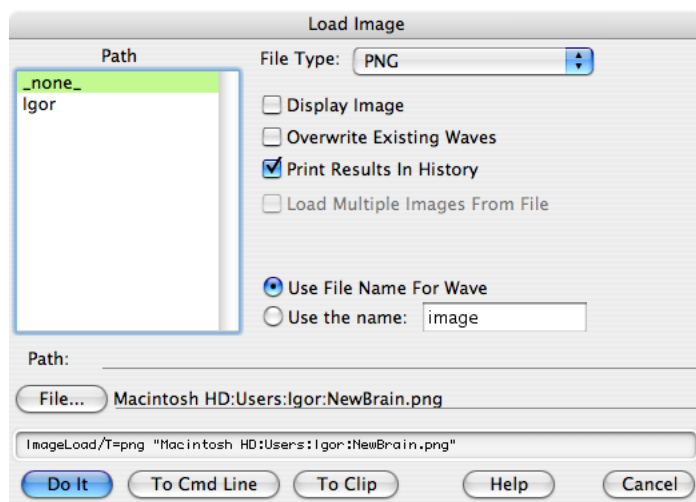 Load Image
Path
File Type: PNG
_none_
Igor
Display Image
Overwrite Existing Waves
Print Results In History
Load Multiple Images From File
Use File Name For Wave
Use the name: image
Path:
File... Macintosh HD:Users:Igor:NewBrain.png
ImageLoad/T=png "Macintosh HD:Users:Igor:NewBrain.png"
Do It To Cmd Line To Clip Help Cancel